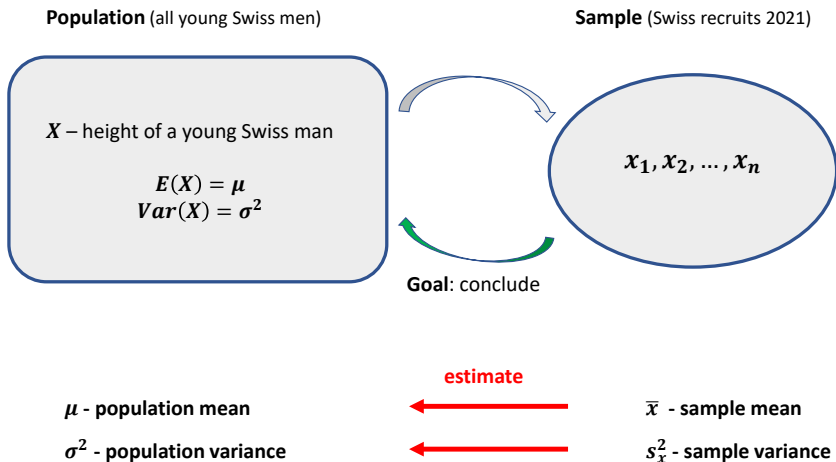 Population (all young Swiss men)
Sample (Swiss recruits 2021)
X – height of a young Swiss man
E(X) = μ
Var(X) = σ²
x₁, x₂, ... , xₙ
Goal: conclude
estimate
μ - population mean
x̄ - sample mean
σ² - population variance
sₓ² - sample variance